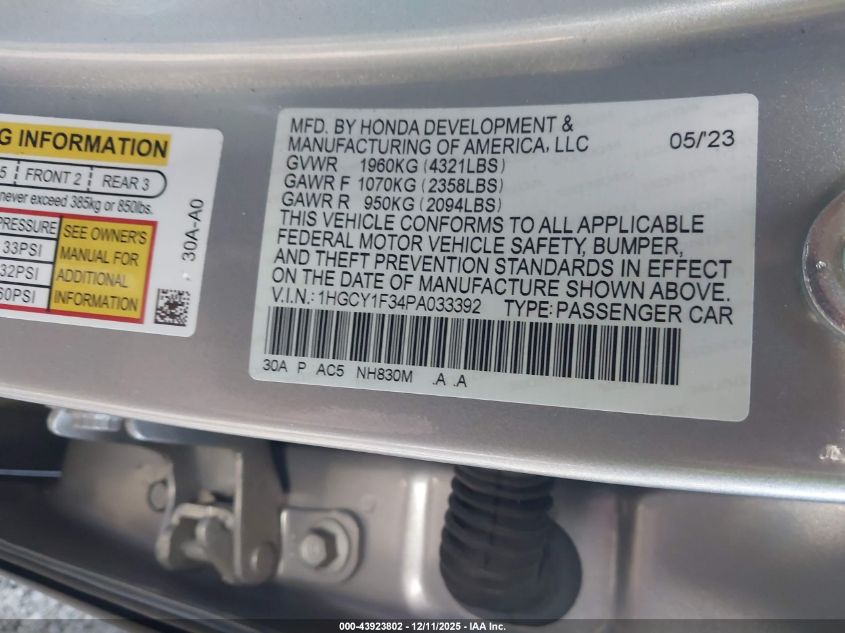 G INFORMATION
5 FRONT 2 REAR 3
never exceed 385kg or 850lbs.
PRESSURE
33PSI
32PSI
60PSI
SEE OWNER'S
MANUAL FOR
ADDITIONAL
INFORMATION
30A-A0
MFD. BY HONDA DEVELOPMENT &
MANUFACTURING OF AMERICA, LLC 05/'23
GVWR 1960KG (4321LBS)
GAWR F 1070KG (2358LBS)
GAWR R 950KG (2094LBS)
THIS VEHICLE CONFORMS TO ALL APPLICABLE
FEDERAL MOTOR VEHICLE SAFETY, BUMPER,
AND THEFT PREVENTION STANDARDS IN EFFECT
ON THE DATE OF MANUFACTURE SHOWN ABOVE.
V.I.N.: 1HGCY1F34PA033392 TYPE: PASSENGER CAR
30A P AC5 NH830M .A .A
000-43923802 - 12/11/2025 - IAA Inc.